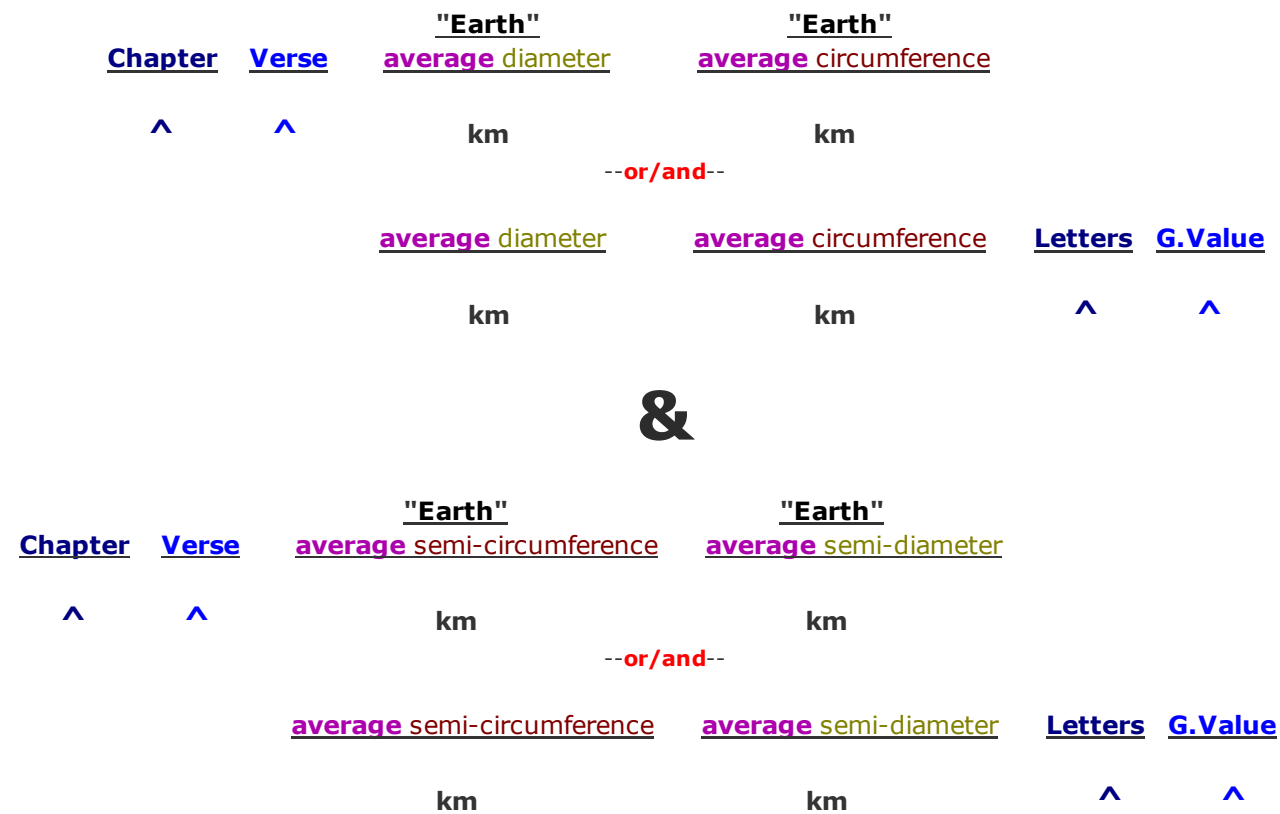 "Earth" "Earth"
Chapter Verse average diameter average circumference
^ ^ km km
--or/and--
average diameter average circumference Letters G.Value
km km ^ ^
&
"Earth" "Earth"
Chapter Verse average semi-circumference average semi-diameter
^ ^ km km
--or/and--
average semi-circumference average semi-diameter Letters G.Value
km km ^ ^